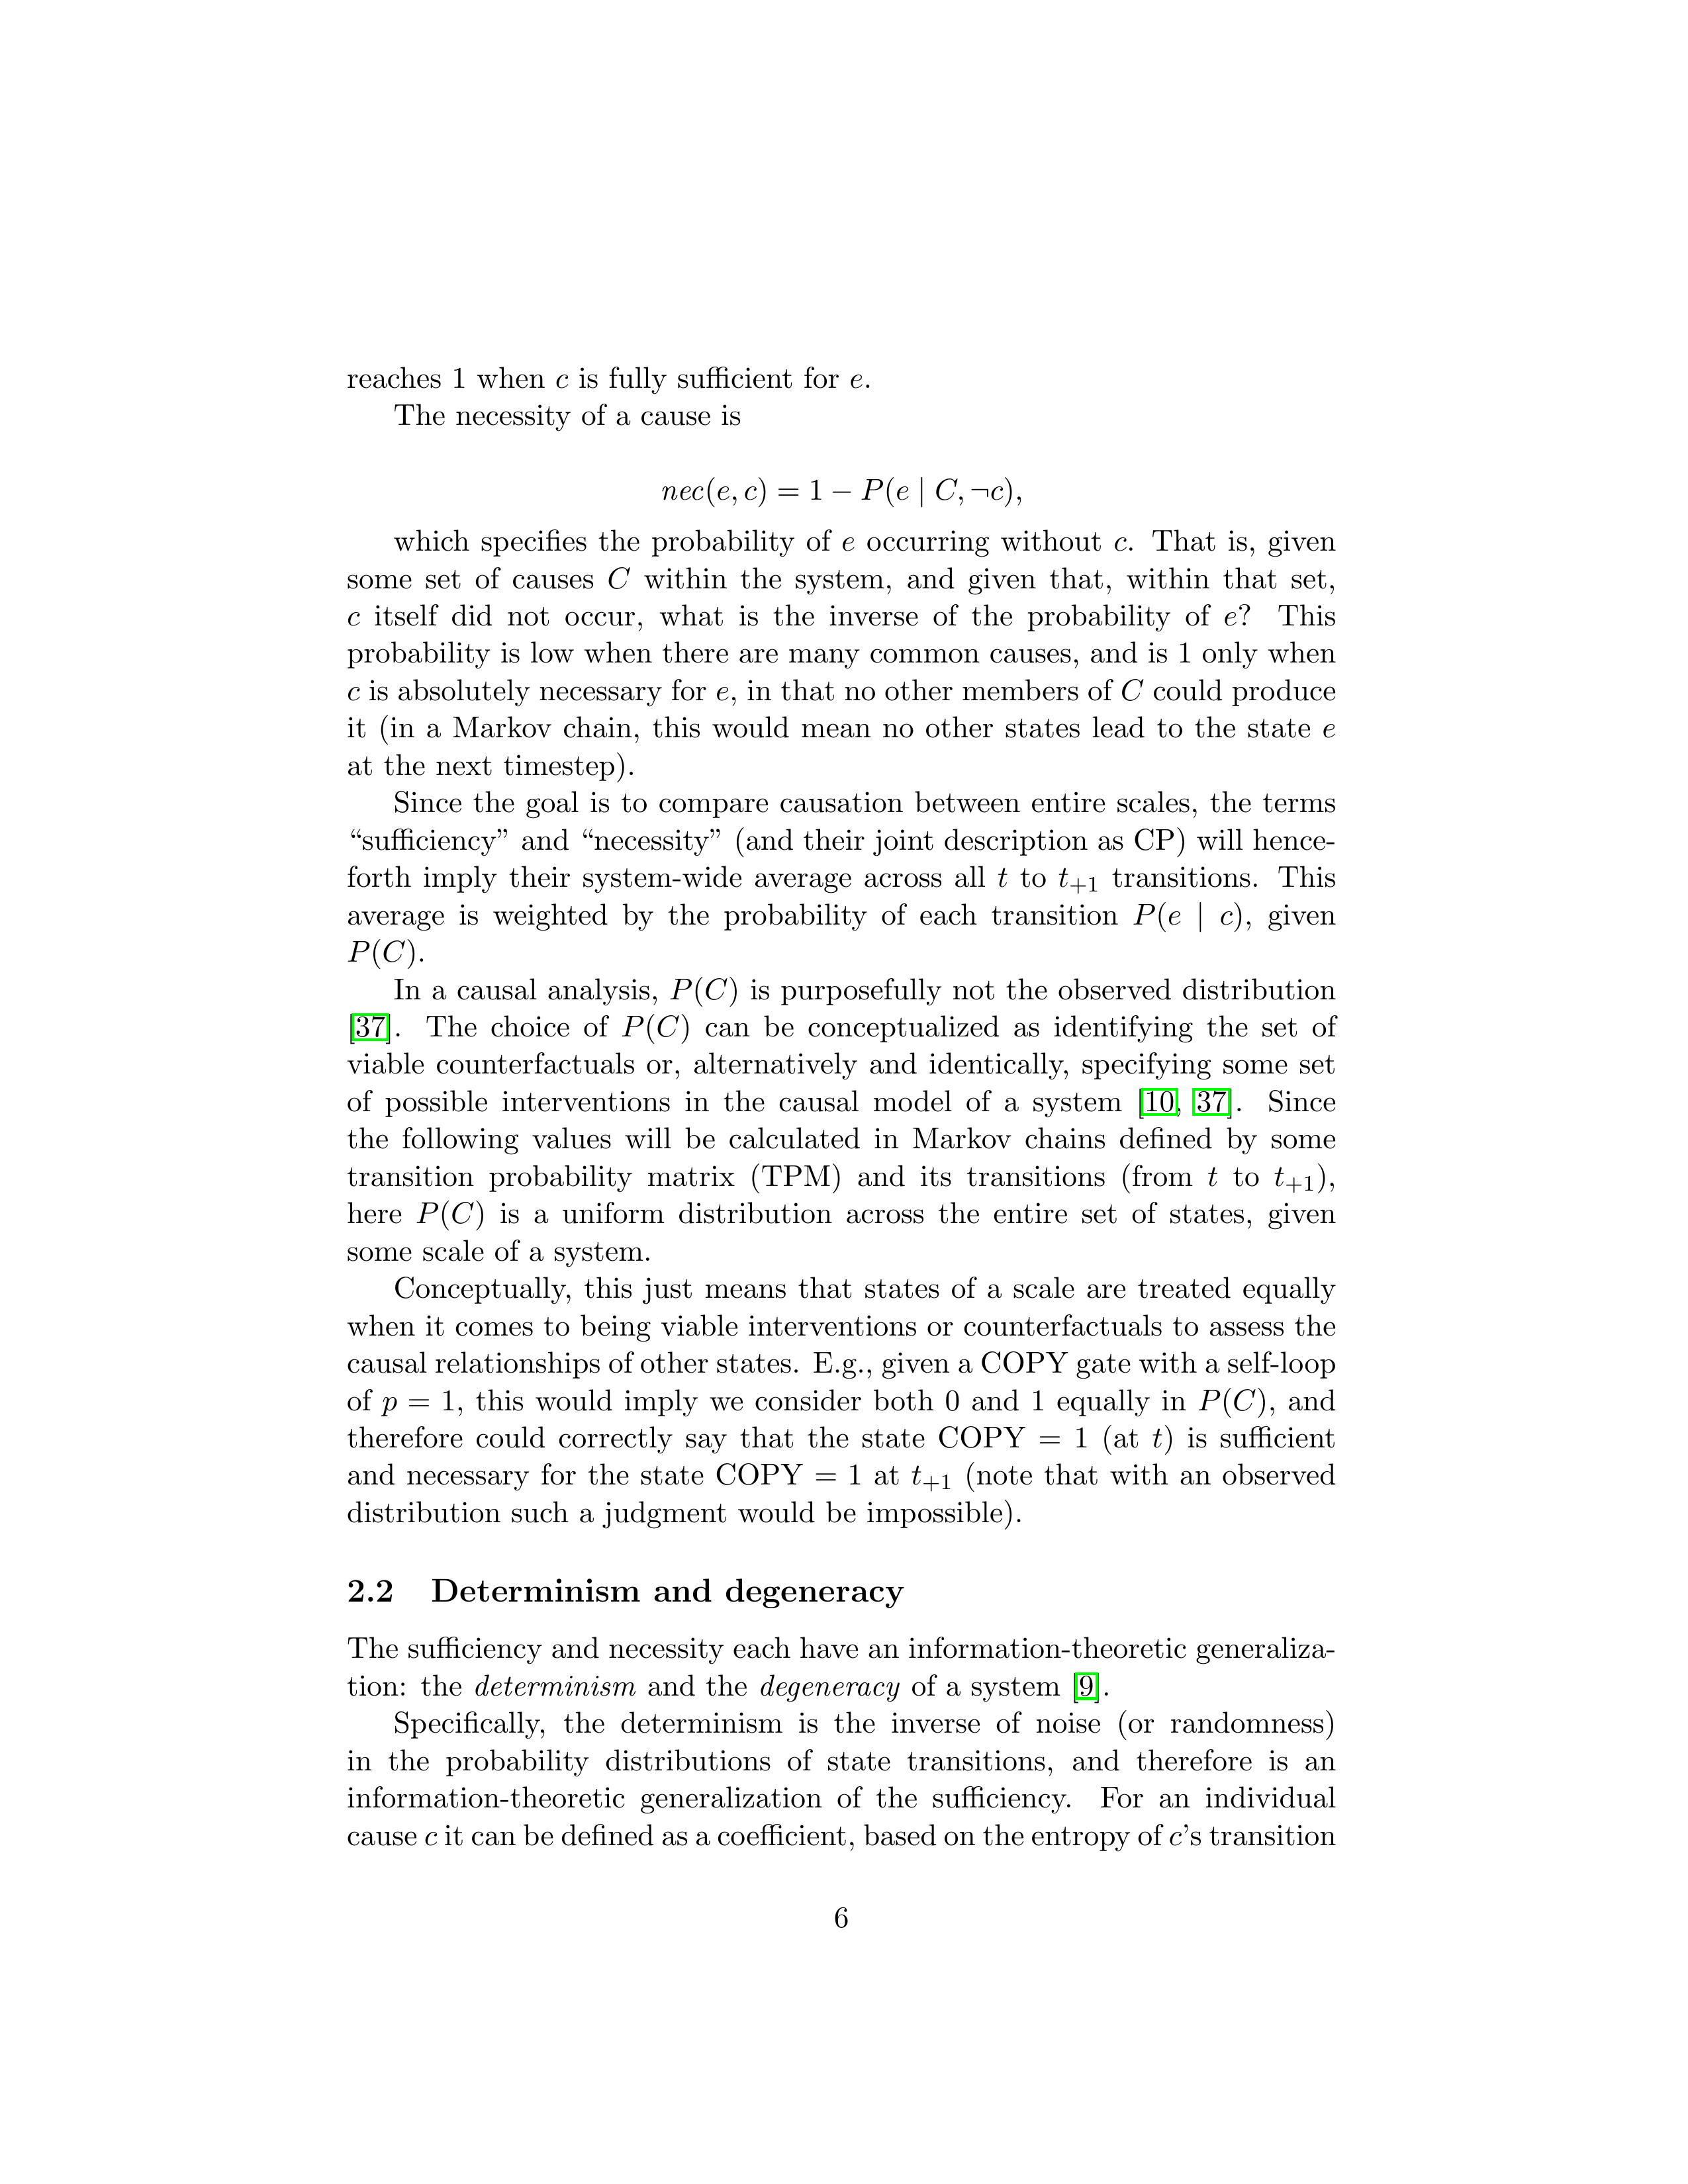 reaches 1 when c is fully sufficient for e.
The necessity of a cause is
nec(e, c) = 1 − P(e | C, ¬c),
which specifies the probability of e occurring without c. That is, given
some set of causes C within the system, and given that, within that set,
c itself did not occur, what is the inverse of the probability of e? This
probability is low when there are many common causes, and is 1 only when
c is absolutely necessary for e, in that no other members of C could produce
it (in a Markov chain, this would mean no other states lead to the state e
at the next timestep).
Since the goal is to compare causation between entire scales, the terms
“sufficiency” and “necessity” (and their joint description as CP) will hence-
forth imply their system-wide average across all t to t₊₁ transitions. This
average is weighted by the probability of each transition P(e | c), given
P(C).
In a causal analysis, P(C) is purposefully not the observed distribution
[37]. The choice of P(C) can be conceptualized as identifying the set of
viable counterfactuals or, alternatively and identically, specifying some set
of possible interventions in the causal model of a system [10, 37]. Since
the following values will be calculated in Markov chains defined by some
transition probability matrix (TPM) and its transitions (from t to t₊₁),
here P(C) is a uniform distribution across the entire set of states, given
some scale of a system.
Conceptually, this just means that states of a scale are treated equally
when it comes to being viable interventions or counterfactuals to assess the
causal relationships of other states. E.g., given a COPY gate with a self-loop
of p = 1, this would imply we consider both 0 and 1 equally in P(C), and
therefore could correctly say that the state COPY = 1 (at t) is sufficient
and necessary for the state COPY = 1 at t₊₁ (note that with an observed
distribution such a judgment would be impossible).
2.2 Determinism and degeneracy
The sufficiency and necessity each have an information-theoretic generaliza-
tion: the determinism and the degeneracy of a system [9].
Specifically, the determinism is the inverse of noise (or randomness)
in the probability distributions of state transitions, and therefore is an
information-theoretic generalization of the sufficiency. For an individual
cause c it can be defined as a coefficient, based on the entropy of c’s transition
6